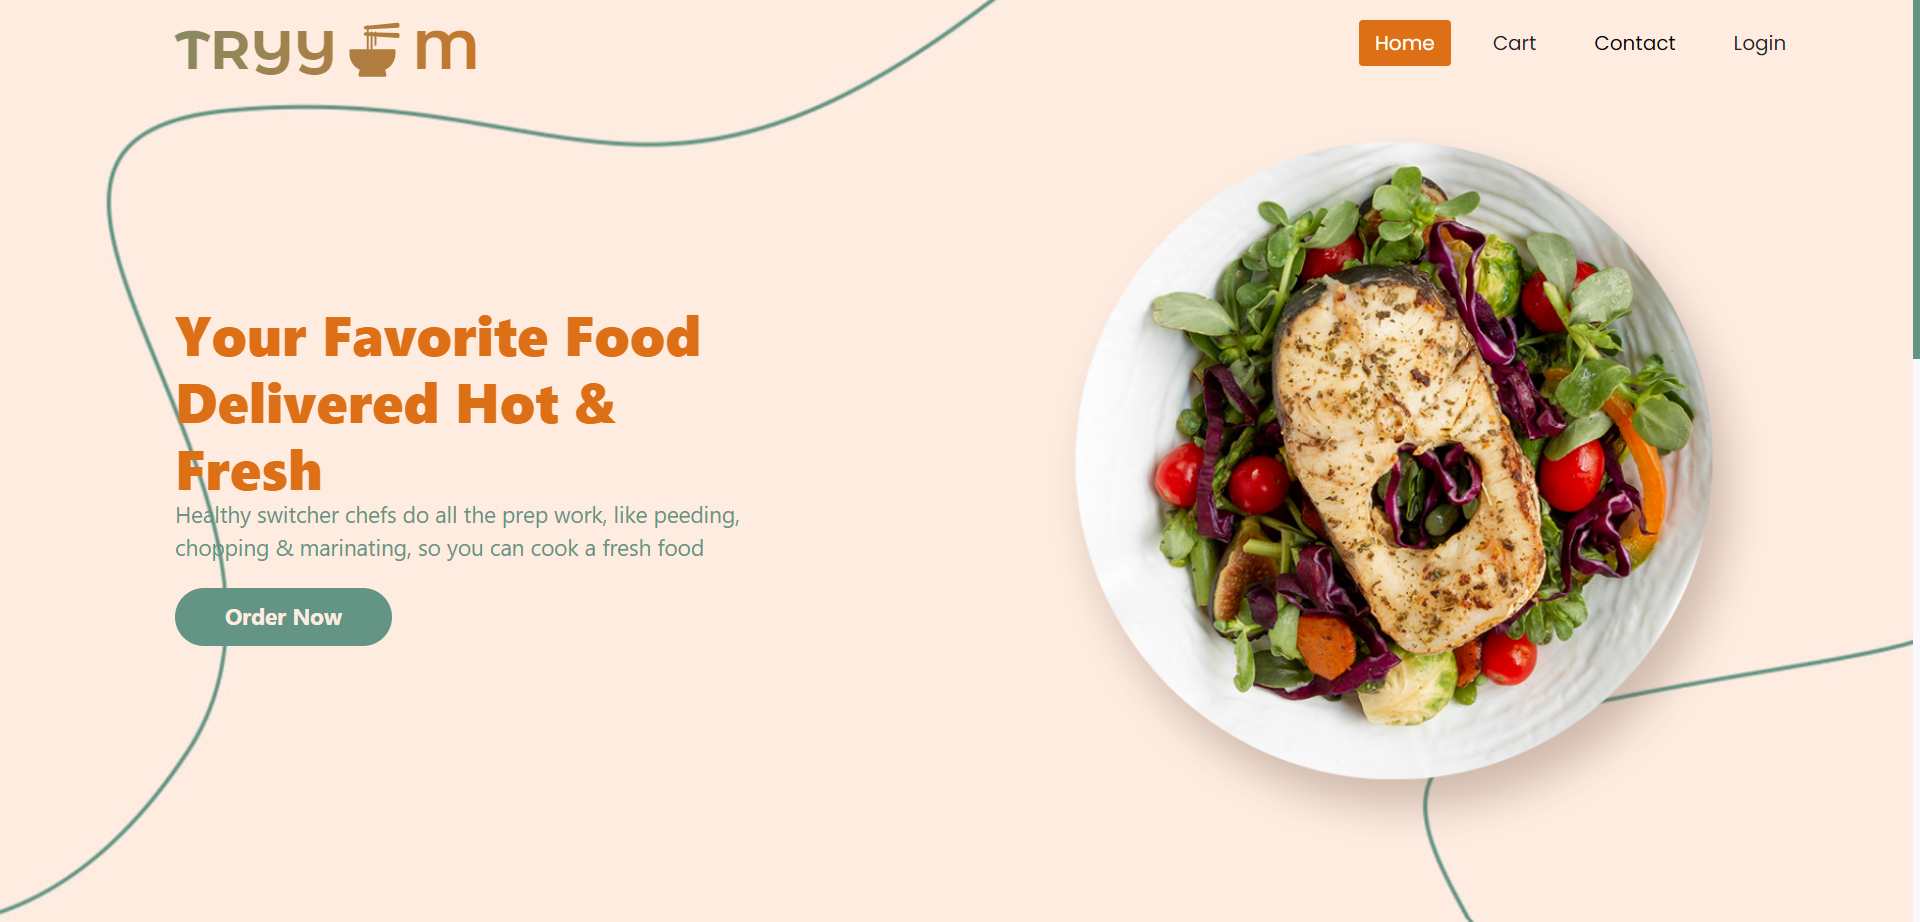 TRYY m
Home
Cart
Contact
Login
Your Favorite Food
Delivered Hot &
Fresh
Healthy switcher chefs do all the prep work, like peeding,
chopping & marinating, so you can cook a fresh food
Order Now